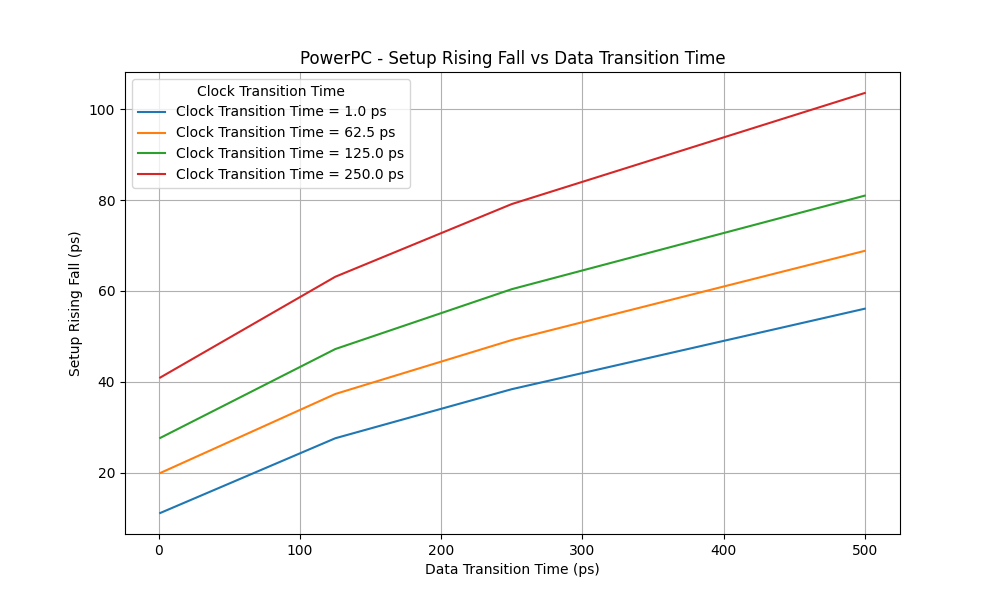 PowerPC - Setup Rising Fall vs Data Transition Time
Clock Transition Time
Clock Transition Time = 1.0 ps
Clock Transition Time = 62.5 ps
Clock Transition Time = 125.0 ps
Clock Transition Time = 250.0 ps
Setup Rising Fall (ps)
100
80
60
40
20
0 100 200 300 400 500
Data Transition Time (ps)